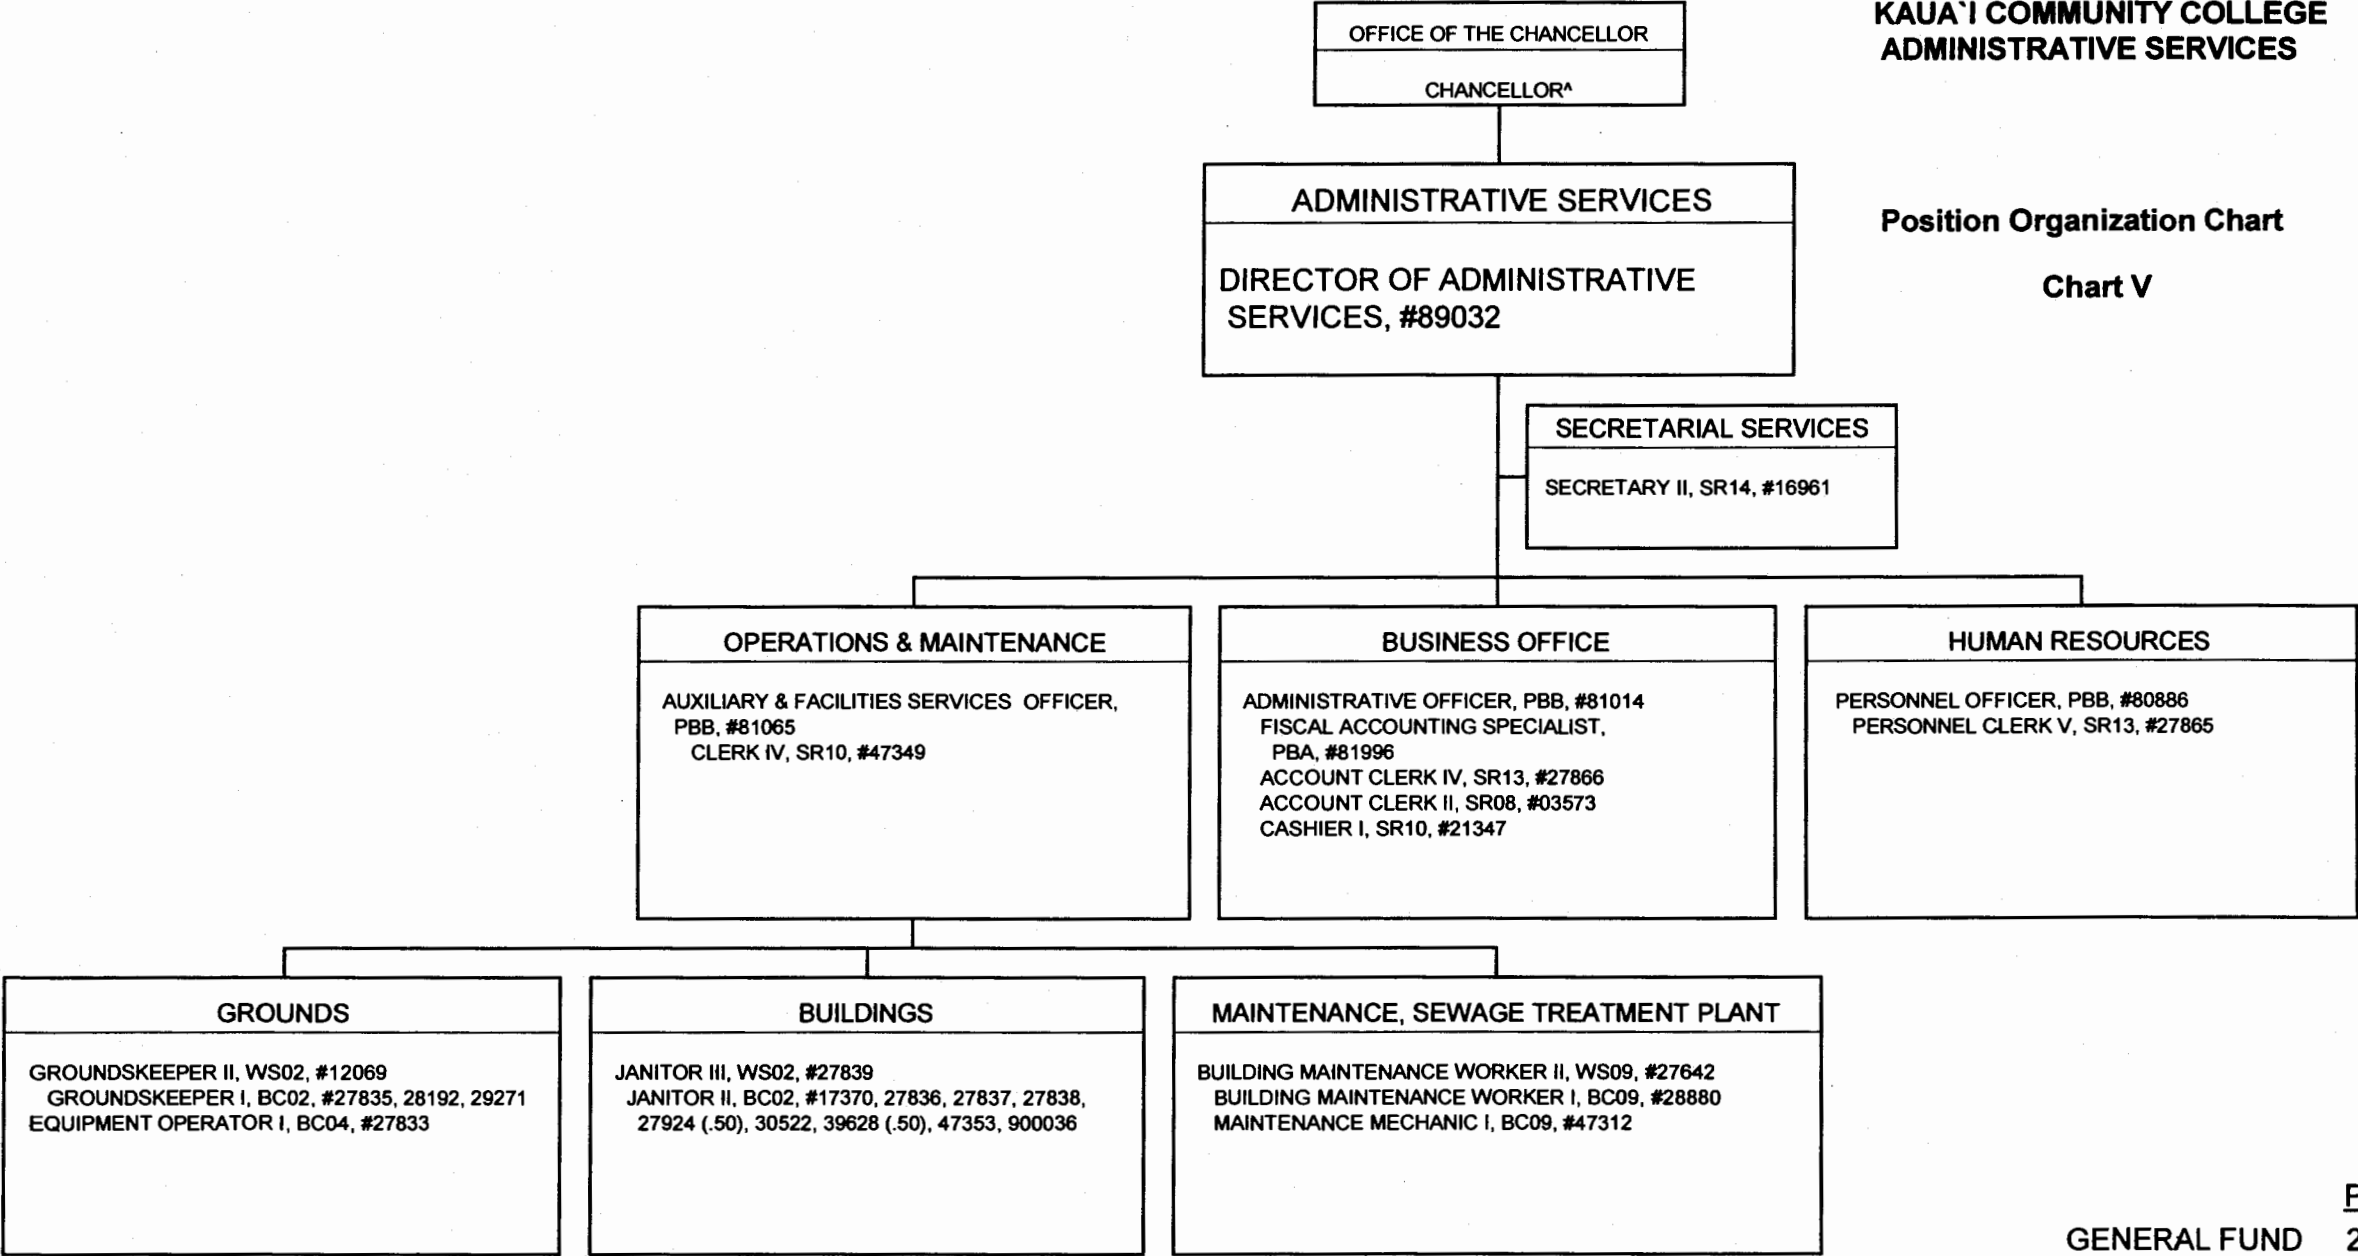 KAUA`I COMMUNITY COLLEGE
ADMINISTRATIVE SERVICES
Position Organization Chart
Chart V
OFFICE OF THE CHANCELLOR
CHANCELLOR^
ADMINISTRATIVE SERVICES
DIRECTOR OF ADMINISTRATIVE
SERVICES, #89032
SECRETARIAL SERVICES
SECRETARY II, SR14, #16961
OPERATIONS & MAINTENANCE
AUXILIARY & FACILITIES SERVICES OFFICER,
PBB, #81065
CLERK IV, SR10, #47349
BUSINESS OFFICE
ADMINISTRATIVE OFFICER, PBB, #81014
FISCAL ACCOUNTING SPECIALIST,
PBA, #81996
ACCOUNT CLERK IV, SR13, #27866
ACCOUNT CLERK II, SR08, #03573
CASHIER I, SR10, #21347
HUMAN RESOURCES
PERSONNEL OFFICER, PBB, #80886
PERSONNEL CLERK V, SR13, #27865
GROUNDS
GROUNDSKEEPER II, WS02, #12069
GROUNDSKEEPER I, BC02, #27835, 28192, 29271
EQUIPMENT OPERATOR I, BC04, #27833
BUILDINGS
JANITOR III, WS02, #27839
JANITOR II, BC02, #17370, 27836, 27837, 27838,
27924 (.50), 30522, 39628 (.50), 47353, 900036
MAINTENANCE, SEWAGE TREATMENT PLANT
BUILDING MAINTENANCE WORKER II, WS09, #27642
BUILDING MAINTENANCE WORKER I, BC09, #28880
MAINTENANCE MECHANIC I, BC09, #47312
GENERAL FUND